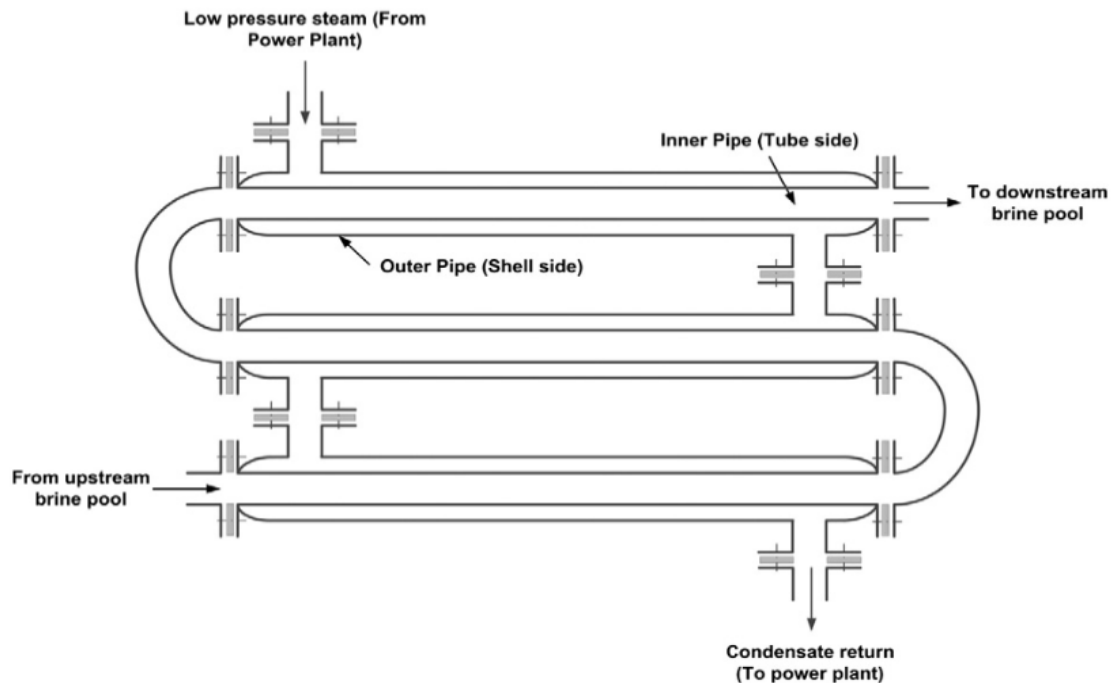 Low pressure steam (From
Power Plant)
Inner Pipe (Tube side)
To downstream
brine pool
Outer Pipe (Shell side)
From upstream
brine pool
Condensate return
(To power plant)